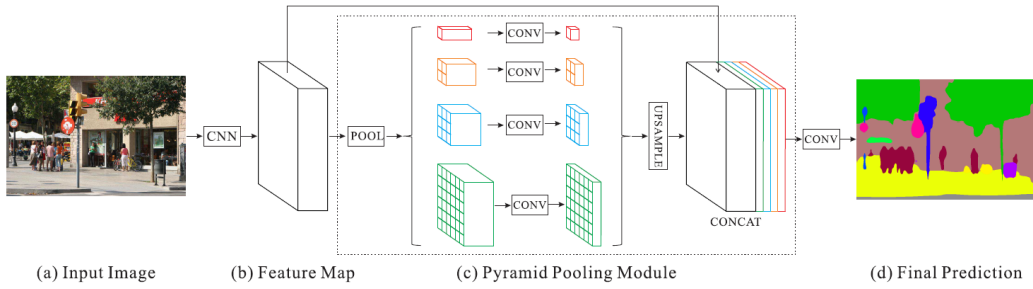 CNN
POOL
CONV
CONV
CONV
CONV
UPSAMPLE
CONCAT
CONV
(a) Input Image
(b) Feature Map
(c) Pyramid Pooling Module
(d) Final Prediction